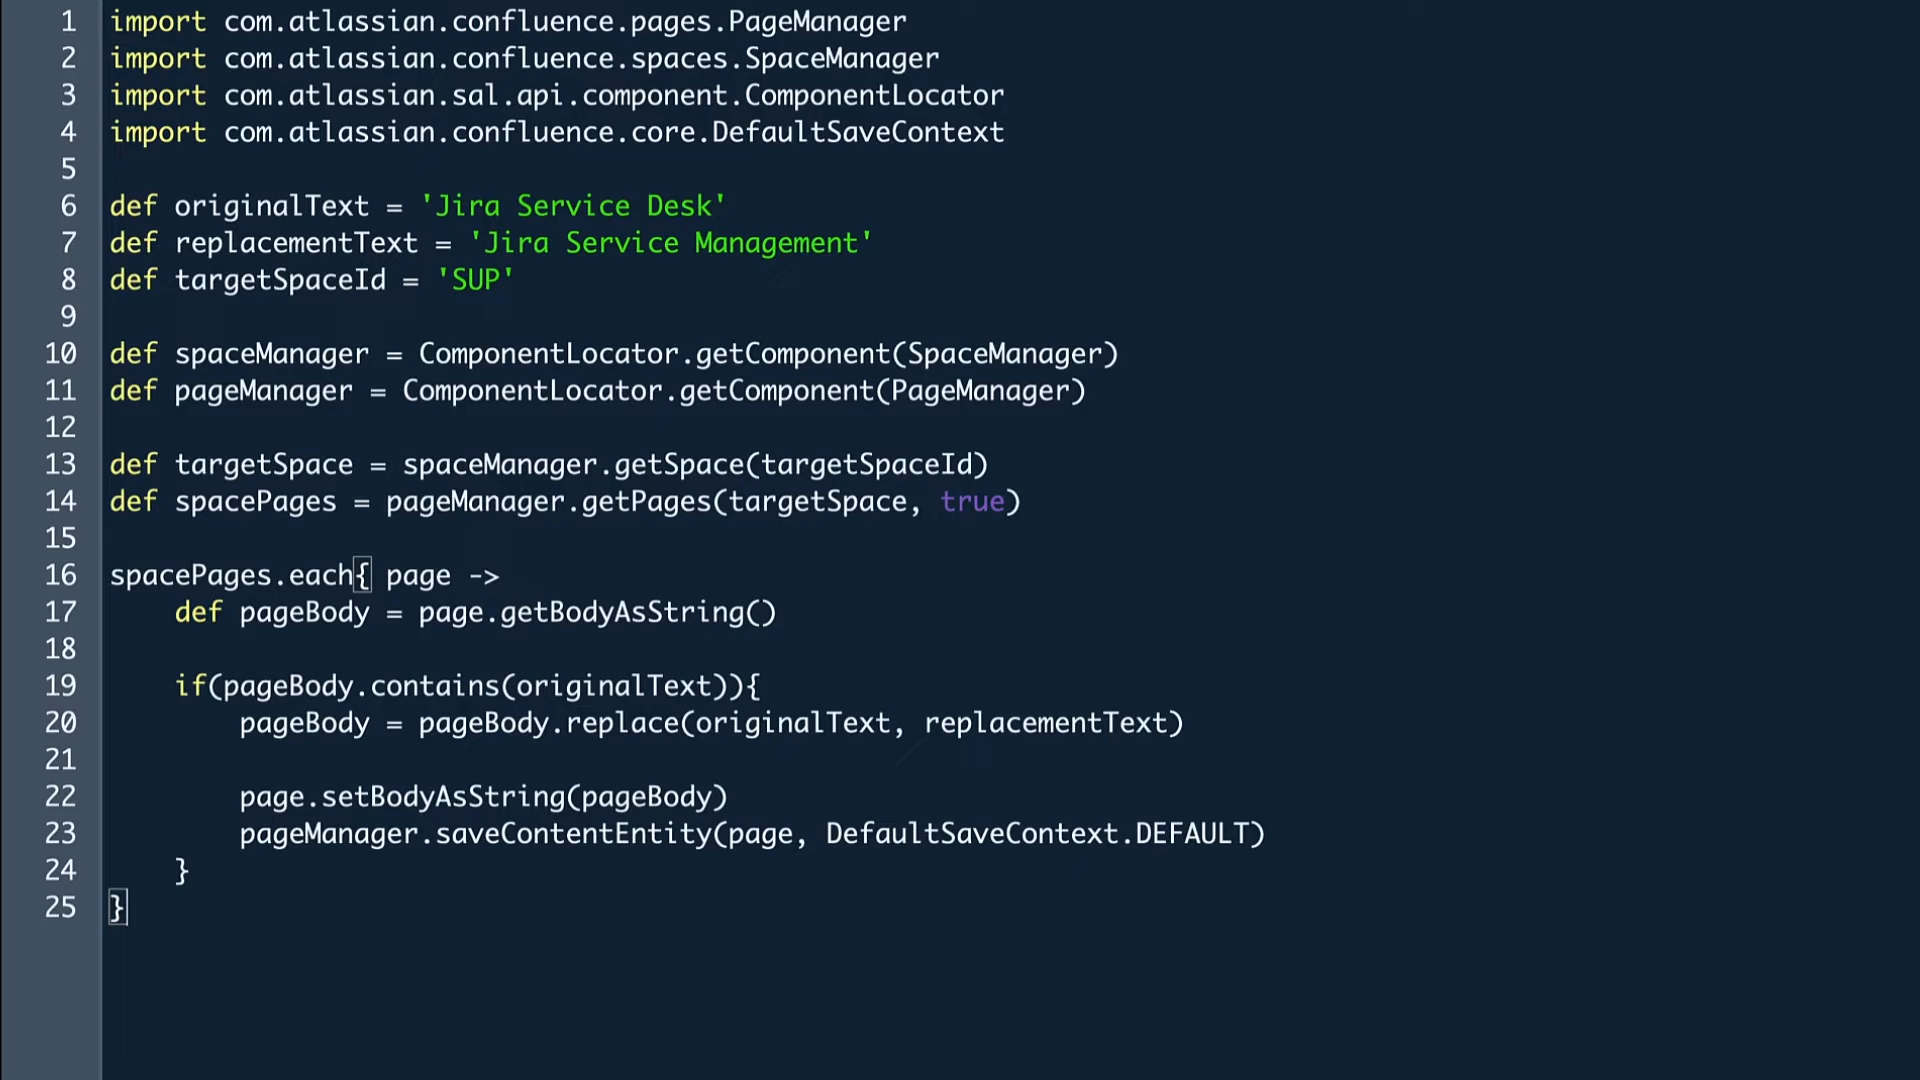 1 import com.atlassian.confluence.pages.PageManager
2 import com.atlassian.confluence.spaces.SpaceManager
3 import com.atlassian.sal.api.component.ComponentLocator
4 import com.atlassian.confluence.core.DefaultSaveContext
5
6 def originalText = 'Jira Service Desk'
7 def replacementText = 'Jira Service Management'
8 def targetSpaceId = 'SUP'
9
10 def spaceManager = ComponentLocator.getComponent(SpaceManager)
11 def pageManager = ComponentLocator.getComponent(PageManager)
12
13 def targetSpace = spaceManager.getSpace(targetSpaceId)
14 def spacePages = pageManager.getPages(targetSpace, true)
15
16 spacePages.each{ page ->
17     def pageBody = page.getBodyAsString()
18
19     if(pageBody.contains(originalText)){
20         pageBody = pageBody.replace(originalText, replacementText)
21
22         page.setBodyAsString(pageBody)
23         pageManager.saveContentEntity(page, DefaultSaveContext.DEFAULT)
24     }
25 }